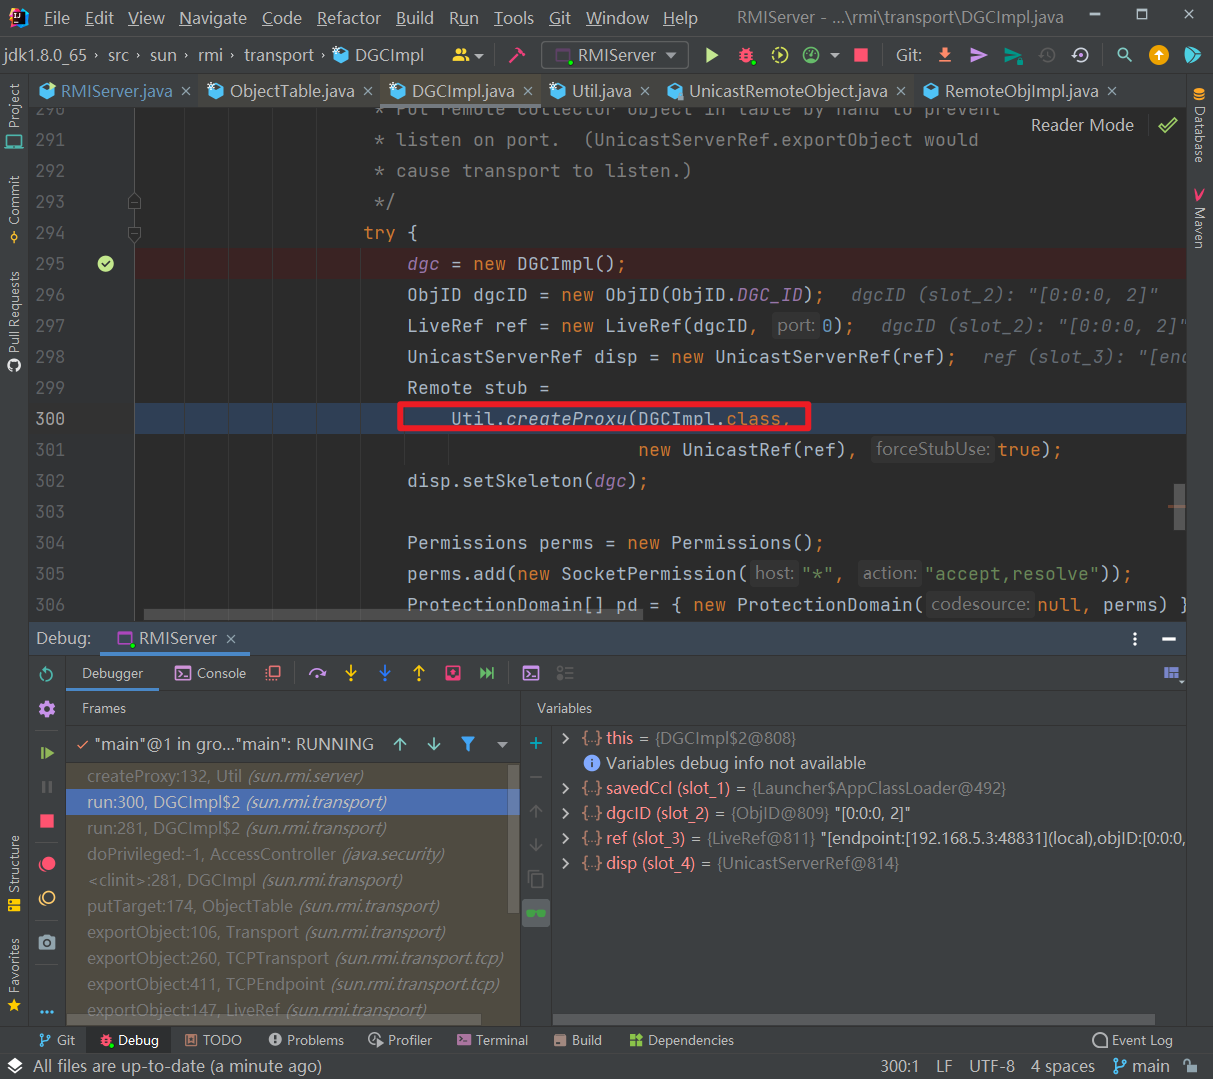 File Edit View Navigate Code Refactor Build Run Tools Git Window Help RMIServer - ...\rmi\transport\DGCImpl.java
jdk1.8.0_65 › src › sun › rmi › transport › DGCImpl RMIServer Git:
RMIServer.java ObjectTable.java DGCImpl.java Util.java UnicastRemoteObject.java RemoteObjImpl.java
Reader Mode
290 * Put remote collector object in table by hand to prevent
291 * listen on port.  (UnicastServerRef.exportObject would
292 * cause transport to listen.)
293 */
294 try {
295 dgc = new DGCImpl();
296 ObjID dgcID = new ObjID(ObjID.DGC_ID); dgcID (slot_2): "[0:0:0, 2]"
297 LiveRef ref = new LiveRef(dgcID, port: 0); dgcID (slot_2): "[0:0:0, 2]"
298 UnicastServerRef disp = new UnicastServerRef(ref); ref (slot_3): "[end
299 Remote stub =
300 Util.createProxy(DGCImpl.class,
301 new UnicastRef(ref), forceStubUse: true);
302 disp.setSkeleton(dgc);
303
304 Permissions perms = new Permissions();
305 perms.add(new SocketPermission( host: "*", action: "accept,resolve"));
306 ProtectionDomain[] pd = { new ProtectionDomain( codesource: null, perms) }
Project
Commit
Pull Requests
Structure
Favorites
Database
Maven
Debug: RMIServer
Debugger Console
Frames
Variables
"main"@1 in gro..."main": RUNNING
createProxy:132, Util (sun.rmi.server)
run:300, DGCImpl$2 (sun.rmi.transport)
run:281, DGCImpl$2 (sun.rmi.transport)
doPrivileged:-1, AccessController (java.security)
<clinit>:281, DGCImpl (sun.rmi.transport)
putTarget:174, ObjectTable (sun.rmi.transport)
exportObject:106, Transport (sun.rmi.transport)
exportObject:260, TCPTransport (sun.rmi.transport.tcp)
exportObject:411, TCPEndpoint (sun.rmi.transport.tcp)
exportObject:147, LiveRef (sun.rmi.transport)
this = {DGCImpl$2@808}
Variables debug info not available
savedCcl (slot_1) = {Launcher$AppClassLoader@492}
dgcID (slot_2) = {ObjID@809} "[0:0:0, 2]"
ref (slot_3) = {LiveRef@811} "[endpoint:[192.168.5.3:48831](local),objID:[0:0:0,
disp (slot_4) = {UnicastServerRef@814}
Git Debug TODO Problems Profiler Terminal Build Dependencies Event Log
All files are up-to-date (a minute ago) 300:1 LF UTF-8 4 spaces main